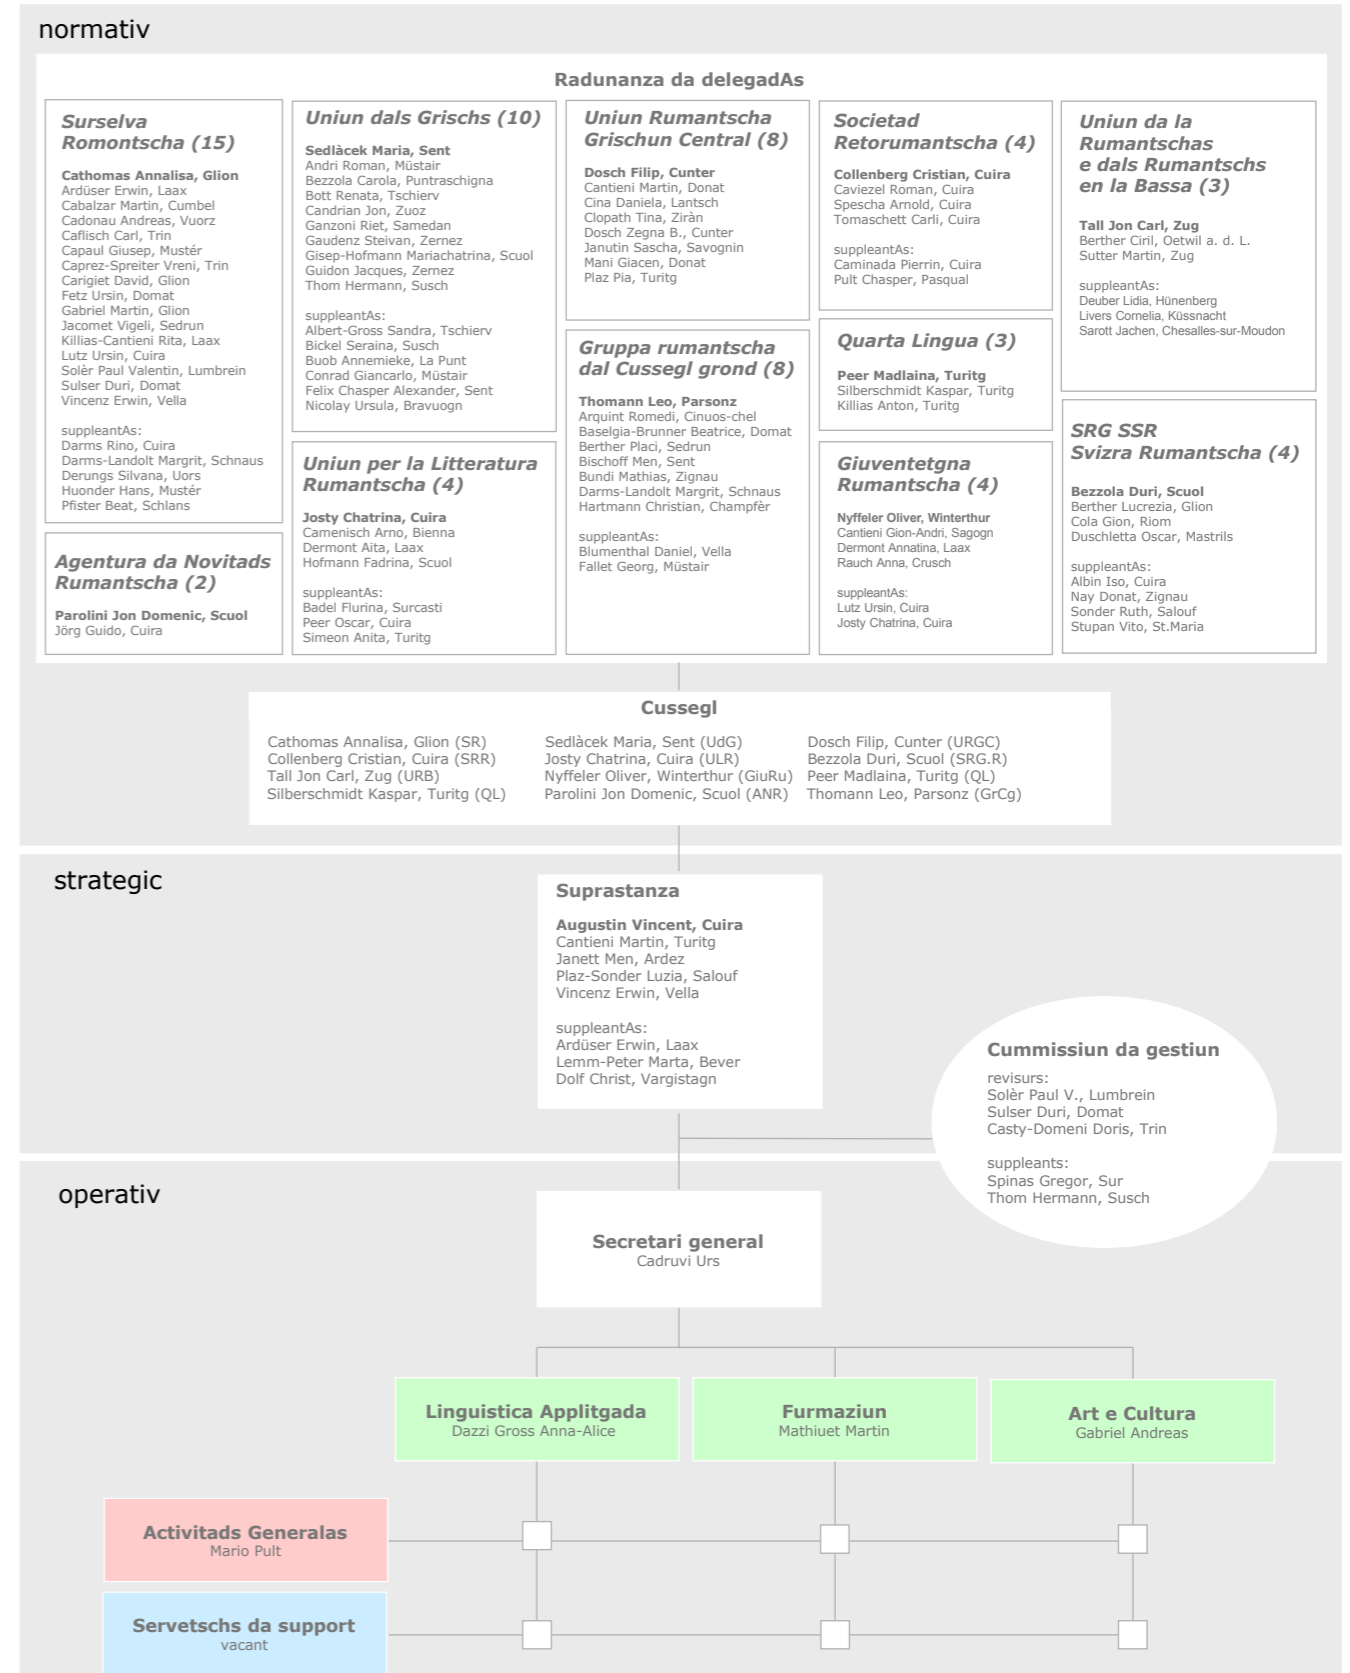 normativ
Radunanza da delegadAs
Surselva
Romontscha (15)
Cathomas Annalisa, Glion
Ardüser Erwin, Laax
Cabalzar Martin, Cumbel
Cadonau Andreas, Vuorz
Caflisch Carl, Trin
Capaul Giusep, Mustér
Caprez-Spreiter Vreni, Trin
Carigiet David, Glion
Fetz Ursin, Domat
Gabriel Martin, Glion
Jacomet Vigeli, Sedrun
Killias-Cantieni Rita, Laax
Lutz Ursin, Cuira
Solèr Paul Valentin, Lumbrein
Sulser Duri, Domat
Vincenz Erwin, Vella
suppleantAs:
Darms Rino, Cuira
Darms-Landolt Margrit, Schnaus
Derungs Silvana, Uors
Huonder Hans, Mustér
Pfister Beat, Schlans
Agentura da Novitads
Rumantscha (2)
Parolini Jon Domenic, Scuol
Jörg Guido, Cuira
Uniun dals Grischs (10)
Sedlàcek Maria, Sent
Andri Roman, Müstair
Bezzola Carola, Puntraschigna
Bott Renata, Tschierv
Candrian Jon, Zuoz
Ganzoni Riet, Samedan
Gaudenz Steivan, Zernez
Gisep-Hofmann Mariachatrina, Scuol
Guidon Jacques, Zernez
Thom Hermann, Susch
suppleantAs:
Albert-Gross Sandra, Tschierv
Bickel Seraina, Susch
Buob Annemieke, La Punt
Conrad Giancarlo, Müstair
Felix Chasper Alexander, Sent
Nicolay Ursula, Bravuogn
Uniun per la Litteratura
Rumantscha (4)
Josty Chatrina, Cuira
Camenisch Arno, Bienna
Dermont Aita, Laax
Hofmann Fadrina, Scuol
suppleantAs:
Badel Flurina, Surcasti
Peer Oscar, Cuira
Simeon Anita, Turitg
Uniun Rumantscha
Grischun Central (8)
Dosch Filip, Cunter
Cantieni Martin, Donat
Cina Daniela, Lantsch
Clopath Tina, Ziràn
Dosch Zegna B., Cunter
Janutin Sascha, Savognin
Mani Giacen, Donat
Plaz Pia, Turitg
Gruppa rumantscha
dal Cussegl grond (8)
Thomann Leo, Parsonz
Arquint Romedi, Cinuos-chel
Baselgia-Brunner Beatrice, Domat
Berther Placi, Sedrun
Bischoff Men, Sent
Bundi Mathias, Zignau
Darms-Landolt Margrit, Schnaus
Hartmann Christian, Champfèr
suppleantAs:
Blumenthal Daniel, Vella
Fallet Georg, Müstair
Societad
Retorumantscha (4)
Collenberg Cristian, Cuira
Caviezel Roman, Cuira
Spescha Arnold, Cuira
Tomaschett Carli, Cuira
suppleantAs:
Caminada Pierrin, Cuira
Pult Chasper, Pasqual
Quarta Lingua (3)
Peer Madlaina, Turitg
Silberschmidt Kaspar, Turitg
Killias Anton, Turitg
Giuventetgna
Rumantscha (4)
Nyffeler Oliver, Winterthur
Cantieni Gion-Andri, Sagogn
Dermont Annatina, Laax
Rauch Anna, Crusch
suppleantAs:
Lutz Ursin, Cuira
Josty Chatrina, Cuira
Uniun da la
Rumantschas
e dals Rumantschs
en la Bassa (3)
Tall Jon Carl, Zug
Berther Ciril, Oetwil a. d. L.
Sutter Martin, Zug
suppleantAs:
Deuber Lidia, Hünenberg
Livers Cornelia, Küssnacht
Sarott Jachen, Chesalles-sur-Moudon
SRG SSR
Svizra Rumantscha (4)
Bezzola Duri, Scuol
Berther Lucrezia, Glion
Cola Gion, Riom
Duschletta Oscar, Mastrils
suppleantAs:
Albin Iso, Cuira
Nay Donat, Zignau
Sonder Ruth, Salouf
Stupan Vito, St.Maria
Cussegl
Cathomas Annalisa, Glion (SR)
Collenberg Cristian, Cuira (SRR)
Tall Jon Carl, Zug (URB)
Silberschmidt Kaspar, Turitg (QL)
Sedlàcek Maria, Sent (UdG)
Josty Chatrina, Cuira (ULR)
Nyffeler Oliver, Winterthur (GiuRu)
Parolini Jon Domenic, Scuol (ANR)
Dosch Filip, Cunter (URGC)
Bezzola Duri, Scuol (SRG.R)
Peer Madlaina, Turitg (QL)
Thomann Leo, Parsonz (GrCg)
strategic
Suprastanza
Augustin Vincent, Cuira
Cantieni Martin, Turitg
Janett Men, Ardez
Plaz-Sonder Luzia, Salouf
Vincenz Erwin, Vella
suppleantAs:
Ardüser Erwin, Laax
Lemm-Peter Marta, Bever
Dolf Christ, Vargistagn
Cummissiun da gestiun
revisurs:
Solèr Paul V., Lumbrein
Sulser Duri, Domat
Casty-Domeni Doris, Trin
suppleants:
Spinas Gregor, Sur
Thom Hermann, Susch
operativ
Secretari general
Cadruvi Urs
Linguistica Applitgada
Dazzi Gross Anna-Alice
Furmaziun
Mathiuet Martin
Art e Cultura
Gabriel Andreas
Activitads Generalas
Mario Pult
Servetschs da support
vacant